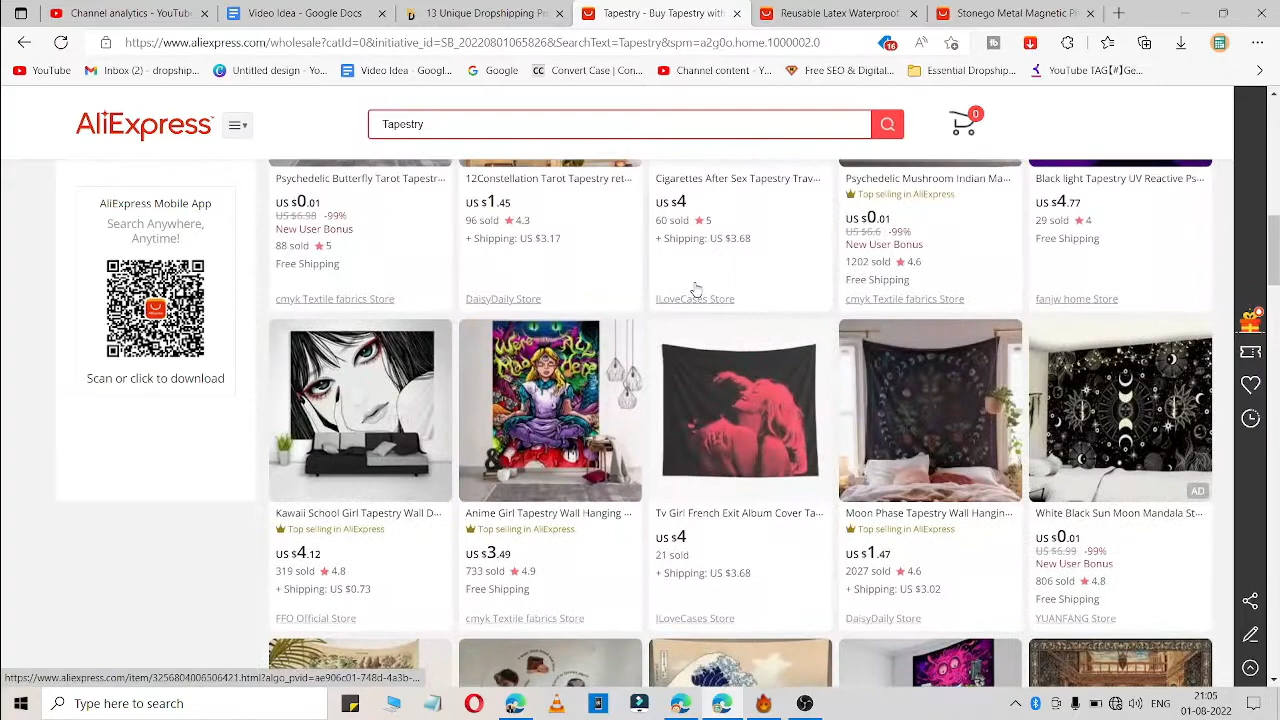 Tapestry - YouTube
Video - Google Docs
13 Unique Dropshipping Po
Tapestry - Buy Tapestry with
Reusable Latex Waterproof
Stonego Metal Magnetic Pi
https://www.aliexpress.com/wholesale?catId=0&initiative_id=SB_20220801065826&SearchText=Tapestry&spm=a2g0o.home.1000002.0
16
YouTube
Inbox (2) - dropship...
Untitled design - Yo...
Video Idea - Googl...
Google
Convert Case | Con...
Channel content - Y...
Free SEO & Digital...
Essential Dropship...
YouTube TAG【#】Ge...
AliExpress
Tapestry
0
AliExpress Mobile App
Search Anywhere,
Anytime!
Scan or click to download
Psychedelic Butterfly Tarot Tapestr...
US $0.01
US $6.98 -99%
New User Bonus
88 sold 5
Free Shipping
cmyk Textile fabrics Store
12Constellation Tarot Tapestry ret...
US $1.45
96 sold 4.3
+ Shipping: US $3.17
DaisyDaily Store
Cigarettes After Sex Tapestry Trav...
US $4
60 sold 5
+ Shipping: US $3.68
ILoveCases Store
Psychedelic Mushroom Indian Ma...
Top selling in AliExpress
US $0.01
US $6.6 -99%
New User Bonus
1202 sold 4.6
Free Shipping
cmyk Textile fabrics Store
Black light Tapestry UV Reactive Ps...
US $4.77
29 sold 4
Free Shipping
fanjw home Store
Kawaii School Girl Tapestry Wall D...
Top selling in AliExpress
US $4.12
319 sold 4.8
+ Shipping: US $0.73
FFO Official Store
We're All
Mad Here
Anime Girl Tapestry Wall Hanging ...
Top selling in AliExpress
US $3.49
733 sold 4.9
Free Shipping
cmyk Textile fabrics Store
Tv Girl French Exit Album Cover Ta...
US $4
21 sold
+ Shipping: US $3.68
ILoveCases Store
Moon Phase Tapestry Wall Hangin...
Top selling in AliExpress
US $1.47
2027 sold 4.6
+ Shipping: US $3.02
DaisyDaily Store
AD
White Black Sun Moon Mandala St...
US $0.01
US $6.99 -99%
New User Bonus
806 sold 4.8
Free Shipping
YUANFANG Store
Type here to search
21:05
01-08-2022